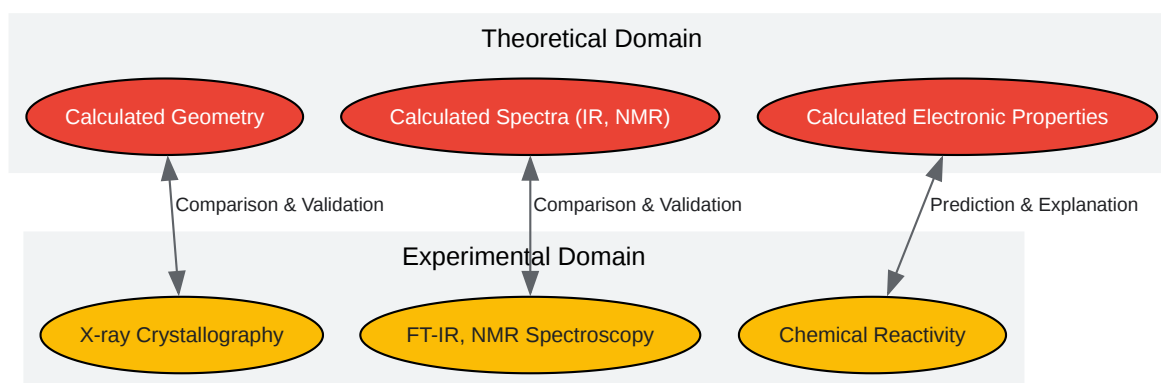 Theoretical Domain
Calculated Geometry
Calculated Spectra (IR, NMR)
Calculated Electronic Properties
Comparison & Validation
Comparison & Validation
Prediction & Explanation
Experimental Domain
X-ray Crystallography
FT-IR, NMR Spectroscopy
Chemical Reactivity